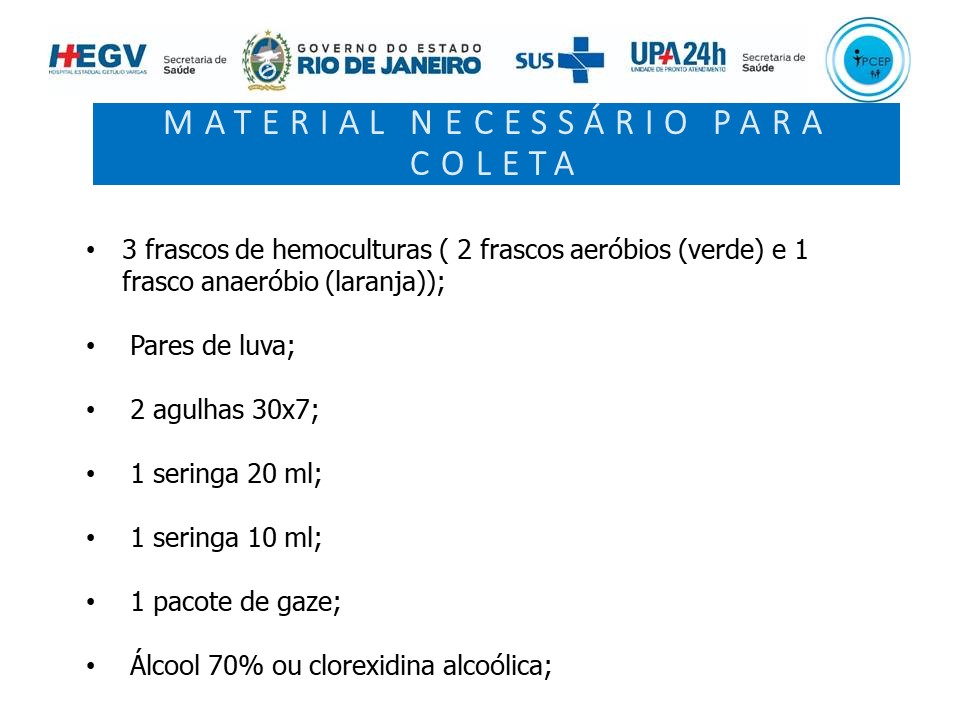 HEGV
HOSPITAL ESTADUAL GETULIO VARGAS
Secretaria de
Saúde
GOVERNO DO ESTADO
RIO DE JANEIRO
SUS
UPA24h
UNIDADE DE PRONTO ATENDIMENTO
Secretaria de
Saúde
PCEP
MATERIAL NECESSÁRIO PARA
COLETA
• 3 frascos de hemoculturas ( 2 frascos aeróbios (verde) e 1
frasco anaeróbio (laranja));
• Pares de luva;
• 2 agulhas 30x7;
• 1 seringa 20 ml;
• 1 seringa 10 ml;
• 1 pacote de gaze;
• Álcool 70% ou clorexidina alcoólica;